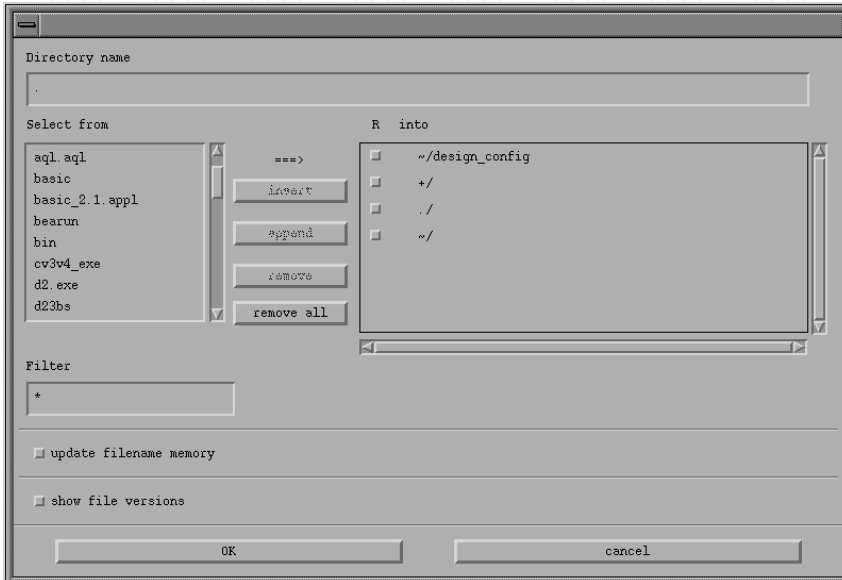 Directory name
.
Select from
R into
aql.aql
basic
basic_2.1.appl
bearun
bin
cv3v4_exe
d2.exe
d23bs
===>
insert
append
remove
remove all
~/design_config
+/
./
~/
Filter
*
update filename memory
show file versions
OK
cancel